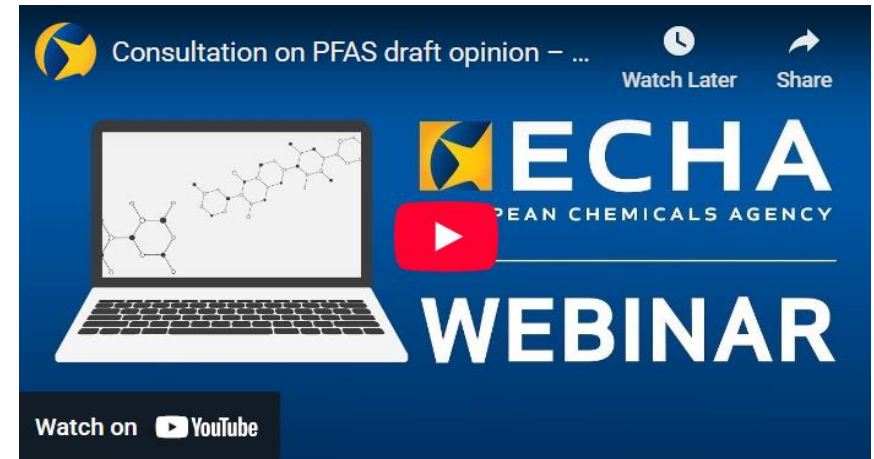 Consultation on PFAS draft opinion – ...
Watch Later
Share
ECHA
PEAN CHEMICALS AGENCY
WEBINAR
Watch on YouTube